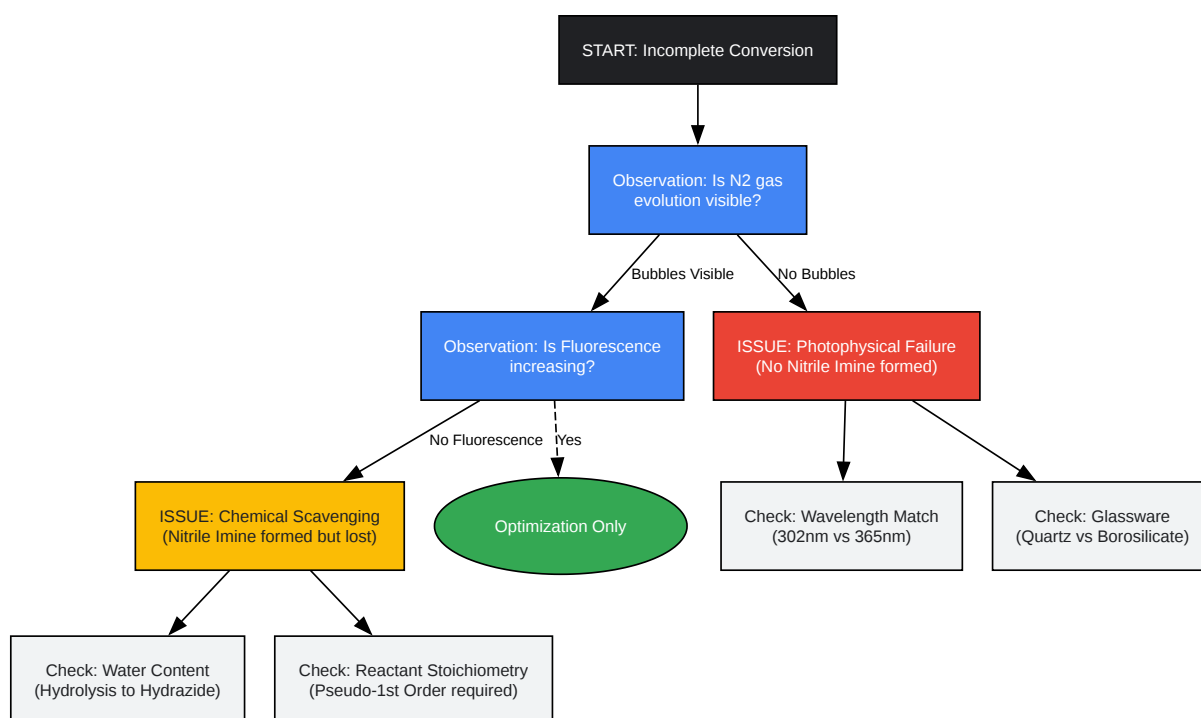 START: Incomplete Conversion
Observation: Is N2 gas
evolution visible?
Bubbles Visible
No Bubbles
Observation: Is Fluorescence
increasing?
ISSUE: Photophysical Failure
(No Nitrile Imine formed)
No Fluorescence
Yes
ISSUE: Chemical Scavenging
(Nitrile Imine formed but lost)
Optimization Only
Check: Wavelength Match
(302nm vs 365nm)
Check: Glassware
(Quartz vs Borosilicate)
Check: Water Content
(Hydrolysis to Hydrazide)
Check: Reactant Stoichiometry
(Pseudo-1st Order required)